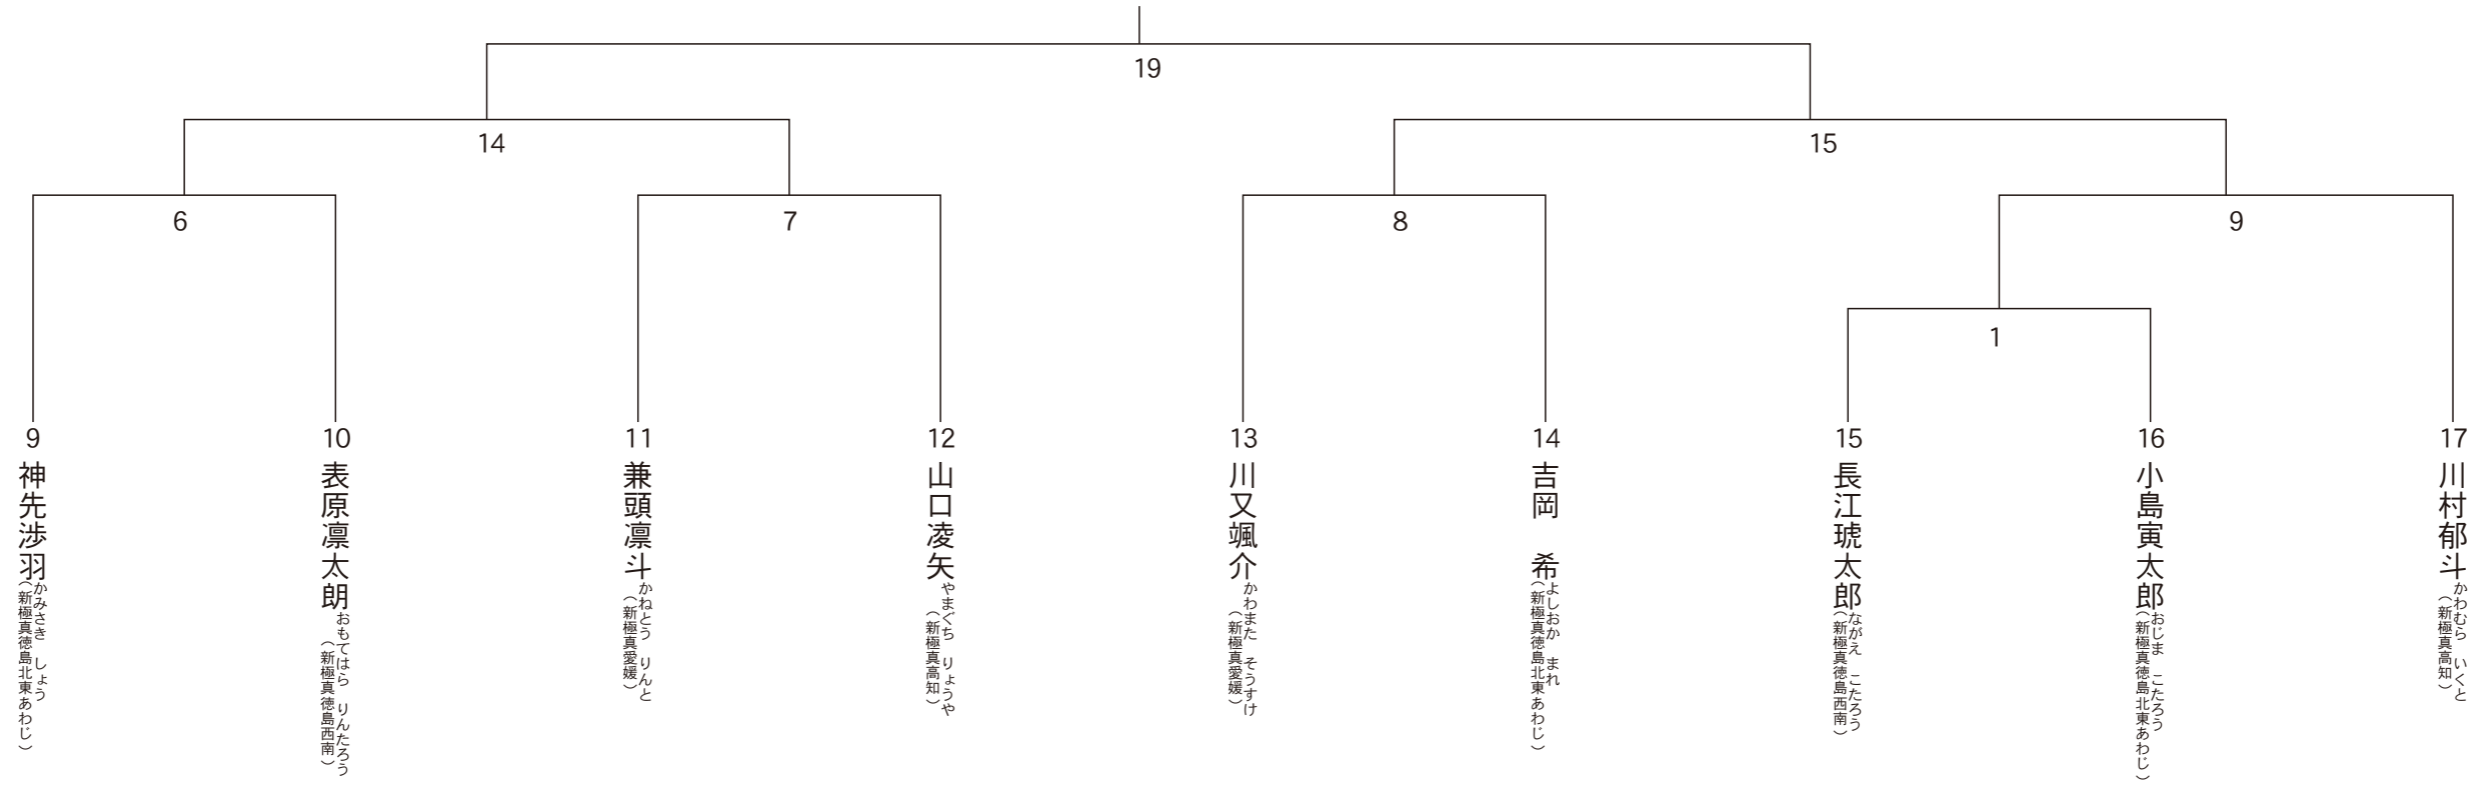 19
14
15
6
7
8
9
1
9
神先渉羽
かみさき しょう
（新極真徳島北東あわじ）
10
表原凛太朗
おもてはら りんたろう
（新極真徳島西南）
11
兼頭凛斗
かねとう りんと
（新極真愛媛）
12
山口凌矢
やまぐち りょうや
（新極真高知）
13
川又颯介
かわまた そうすけ
（新極真愛媛）
14
吉岡 希
よしおか まれ
（新極真徳島北東あわじ）
15
長江琥太郎
ながえ こたろう
（新極真徳島西南）
16
小島寅太郎
おじま こたろう
（新極真徳島北東あわじ）
17
川村郁斗
かわむら いくと
（新極真高知）